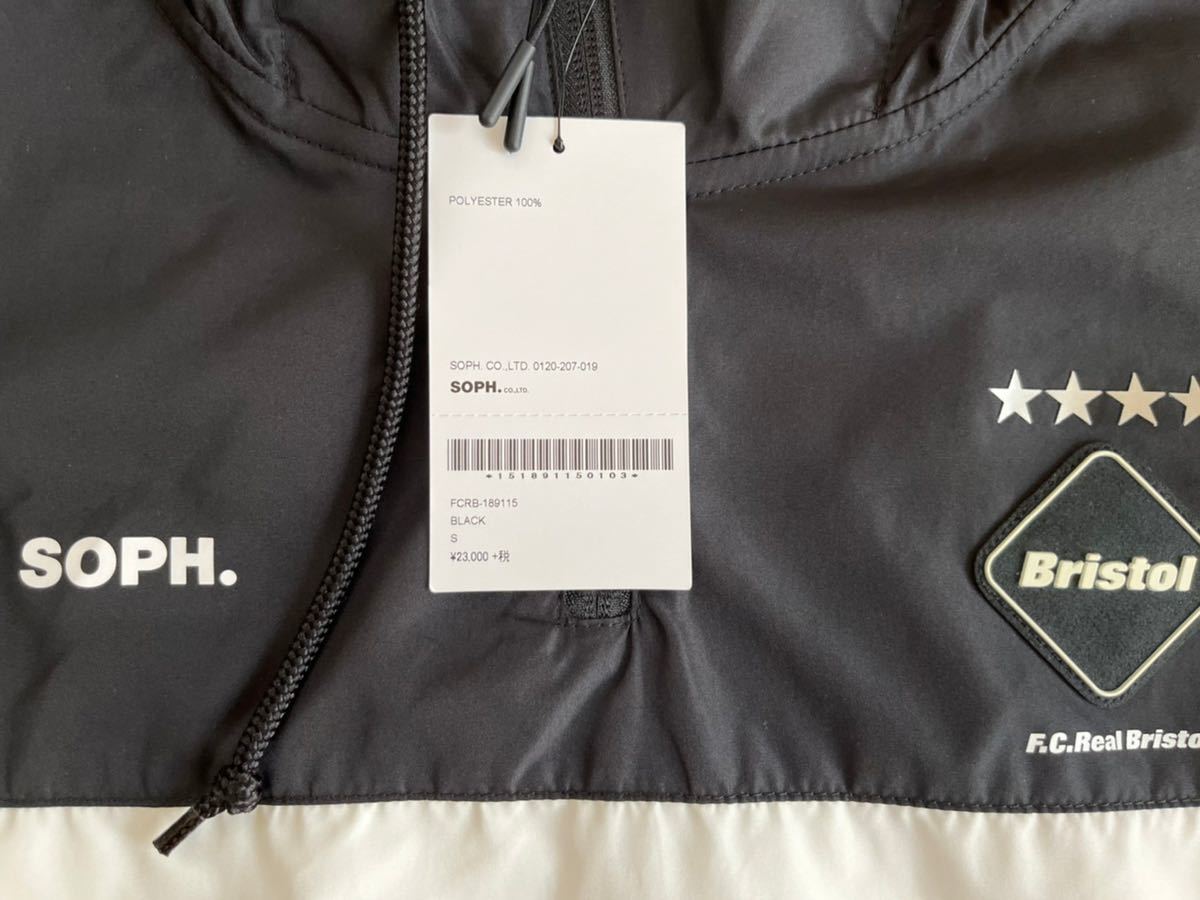 POLYESTER 100%
SOPH. CO.,LTD. 0120-207-019
SOPH. CO.,LTD.
*151891150103*
FCRB-189115
BLACK
S
¥23,000 +税
SOPH.
Bristol
F.C.Real Bristo